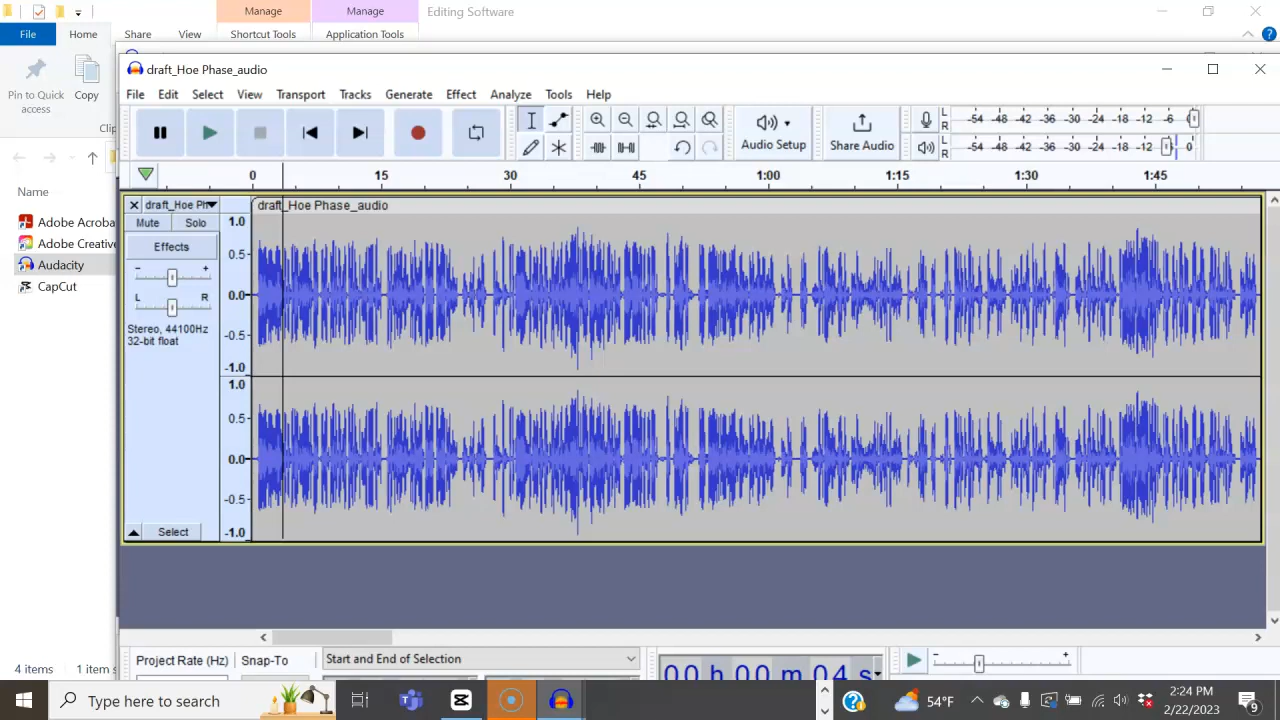 Manage Manage Editing Software
File Home Share View Shortcut Tools Application Tools
Pin to Quick access
Copy
Clip
Name
Adobe Acroba
Adobe Creative
Audacity
CapCut
4 items 1 item s
draft_Hoe Phase_audio
File Edit Select View Transport Tracks Generate Effect Analyze Tools Help
Audio Setup
Share Audio
L R -54 -48 -42 -36 -30 -24 -18 -12 -6 0
L R -54 -48 -42 -36 -30 -24 -18 -12 0
0 15 30 45 1:00 1:15 1:30 1:45
draft_Hoe Ph
draft_Hoe Phase_audio
Mute Solo
Effects
- +
L R
Stereo, 44100Hz
32-bit float
Select
1.0
0.5
0.0
-0.5
-1.0
1.0
0.5
0.0
-0.5
-1.0
Project Rate (Hz) Snap-To Start and End of Selection
00 h 00 m 04 s
- +
Type here to search
54°F
2:24 PM
2/22/2023
9